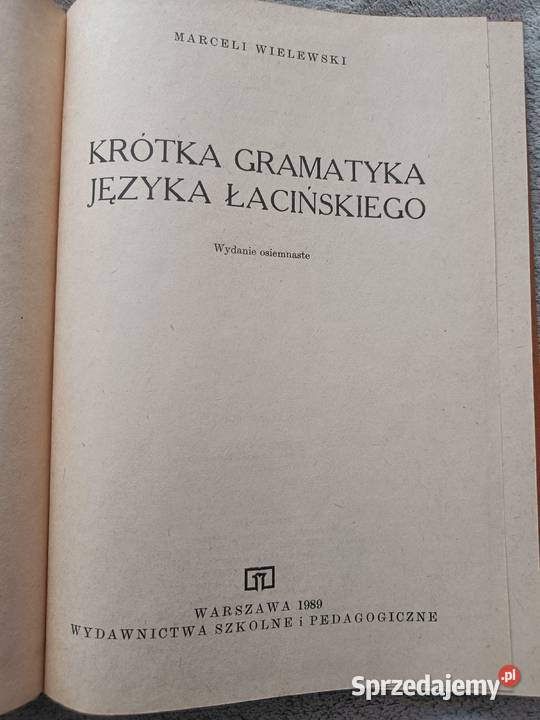 MARCELI WIELEWSKI
KRÓTKA GRAMATYKA
JĘZYKA ŁACIŃSKIEGO
Wydanie osiemnaste
WARSZAWA 1989
WYDAWNICTWA SZKOLNE i PEDAGOGICZNE
Sprzedajemy.pl